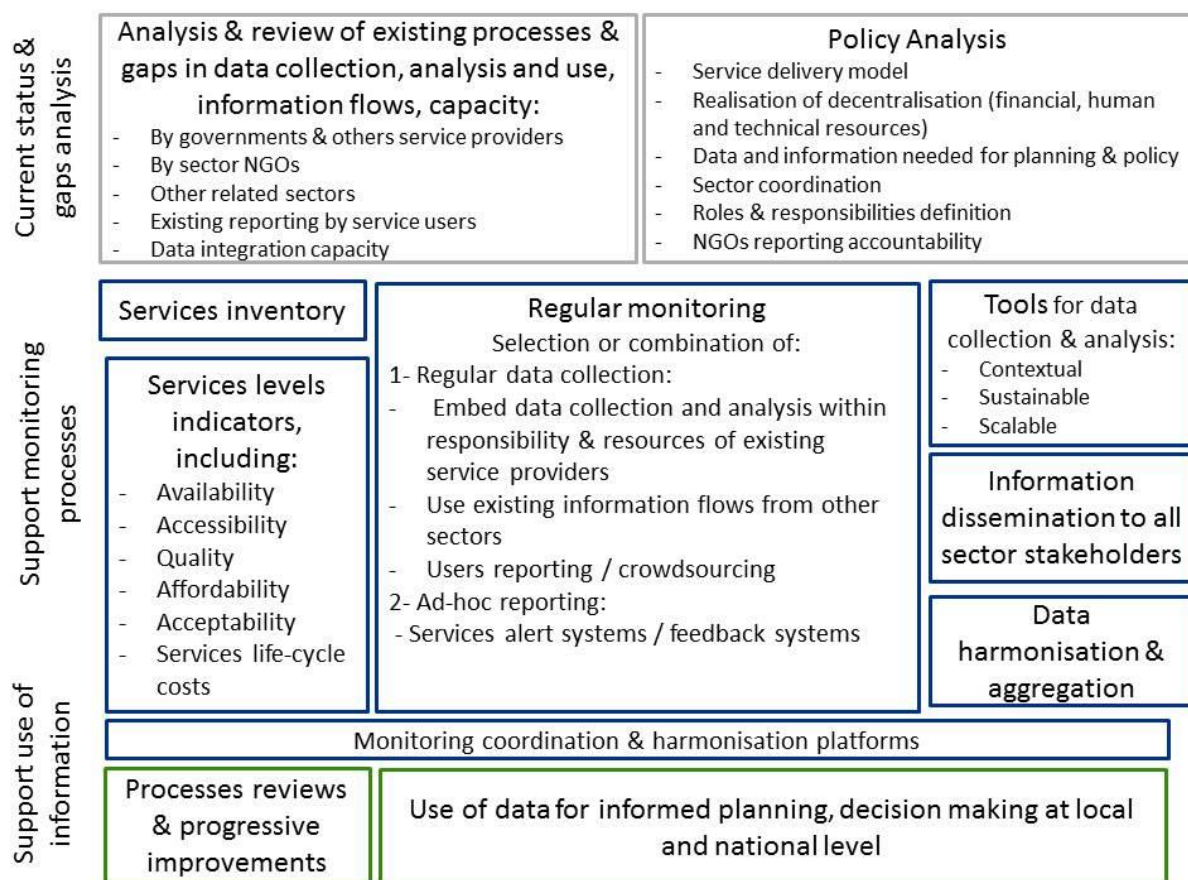 Current status &
gaps analysis
Analysis & review of existing processes &
gaps in data collection, analysis and use,
information flows, capacity:
- By governments & others service providers
- By sector NGOs
- Other related sectors
- Existing reporting by service users
- Data integration capacity
Policy Analysis
- Service delivery model
- Realisation of decentralisation (financial, human
and technical resources)
- Data and information needed for planning & policy
- Sector coordination
- Roles & responsibilities definition
- NGOs reporting accountability
Support monitoring
processes
Services inventory
Services levels
indicators,
including:
- Availability
- Accessibility
- Quality
- Affordability
- Acceptability
- Services life-cycle
costs
Regular monitoring
Selection or combination of:
1- Regular data collection:
- Embed data collection and analysis within
responsibility & resources of existing
service providers
- Use existing information flows from other
sectors
- Users reporting / crowdsourcing
2- Ad-hoc reporting:
- Services alert systems / feedback systems
Tools for data
collection & analysis:
- Contextual
- Sustainable
- Scalable
Information
dissemination to all
sector stakeholders
Data
harmonisation &
aggregation
Monitoring coordination & harmonisation platforms
Support use of
information
Processes reviews
& progressive
improvements
Use of data for informed planning, decision making at local
and national level